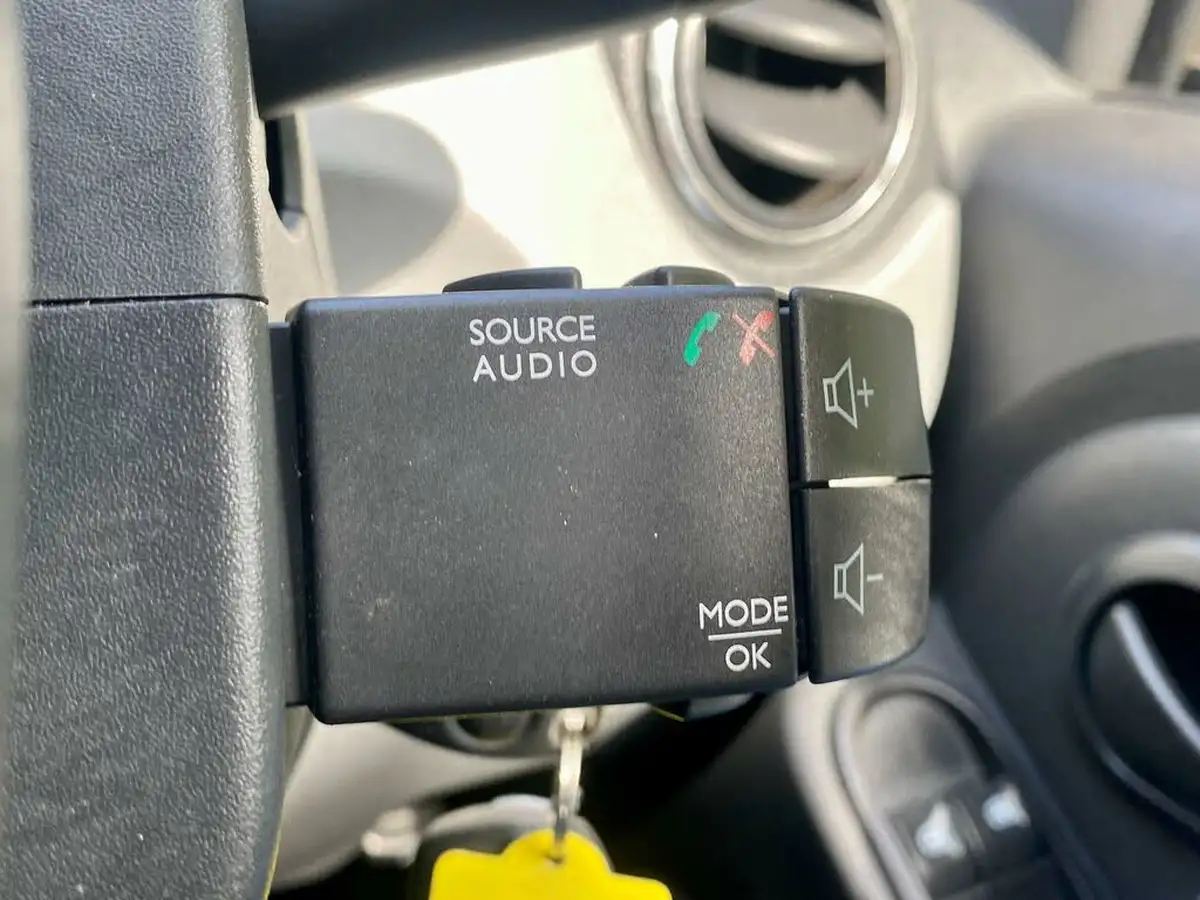 SOURCE
AUDIO
+
-
MODE
OK